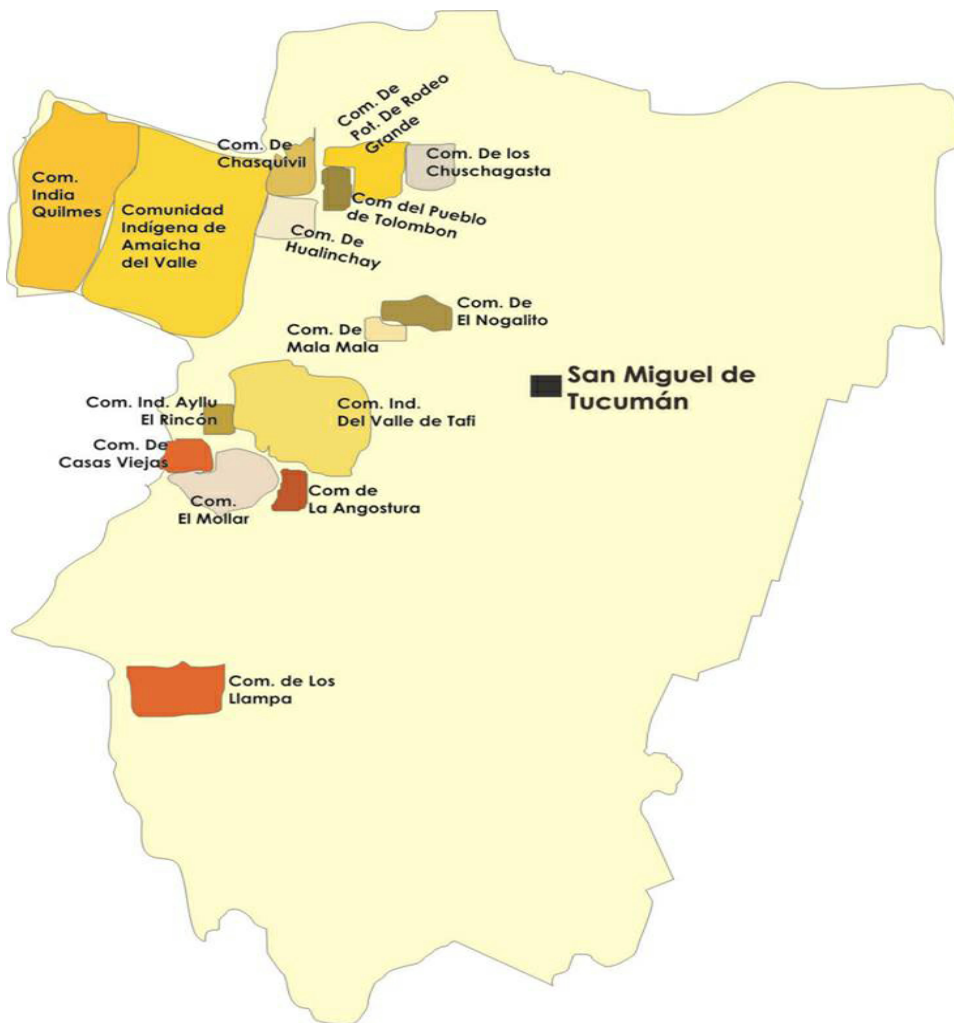 Com. De
Pot. De Rodeo
Grande
Com. De
Chasquivil
Com. De los
Chuschagasta
Com.
India
Quilmes
Comunidad
Indígena de
Amaicha
del Valle
Com del Pueblo
de Tolombon
Com. De
Hualinchay
Com. De
El Nogalito
Com. De
Mala Mala
San Miguel de
Tucumán
Com. Ind. Ayllu
El Rincón
Com. Ind.
Del Valle de Tafi
Com. De
Casas Viejas
Com.
El Mollar
Com de
La Angostura
Com. de Los
Llampa